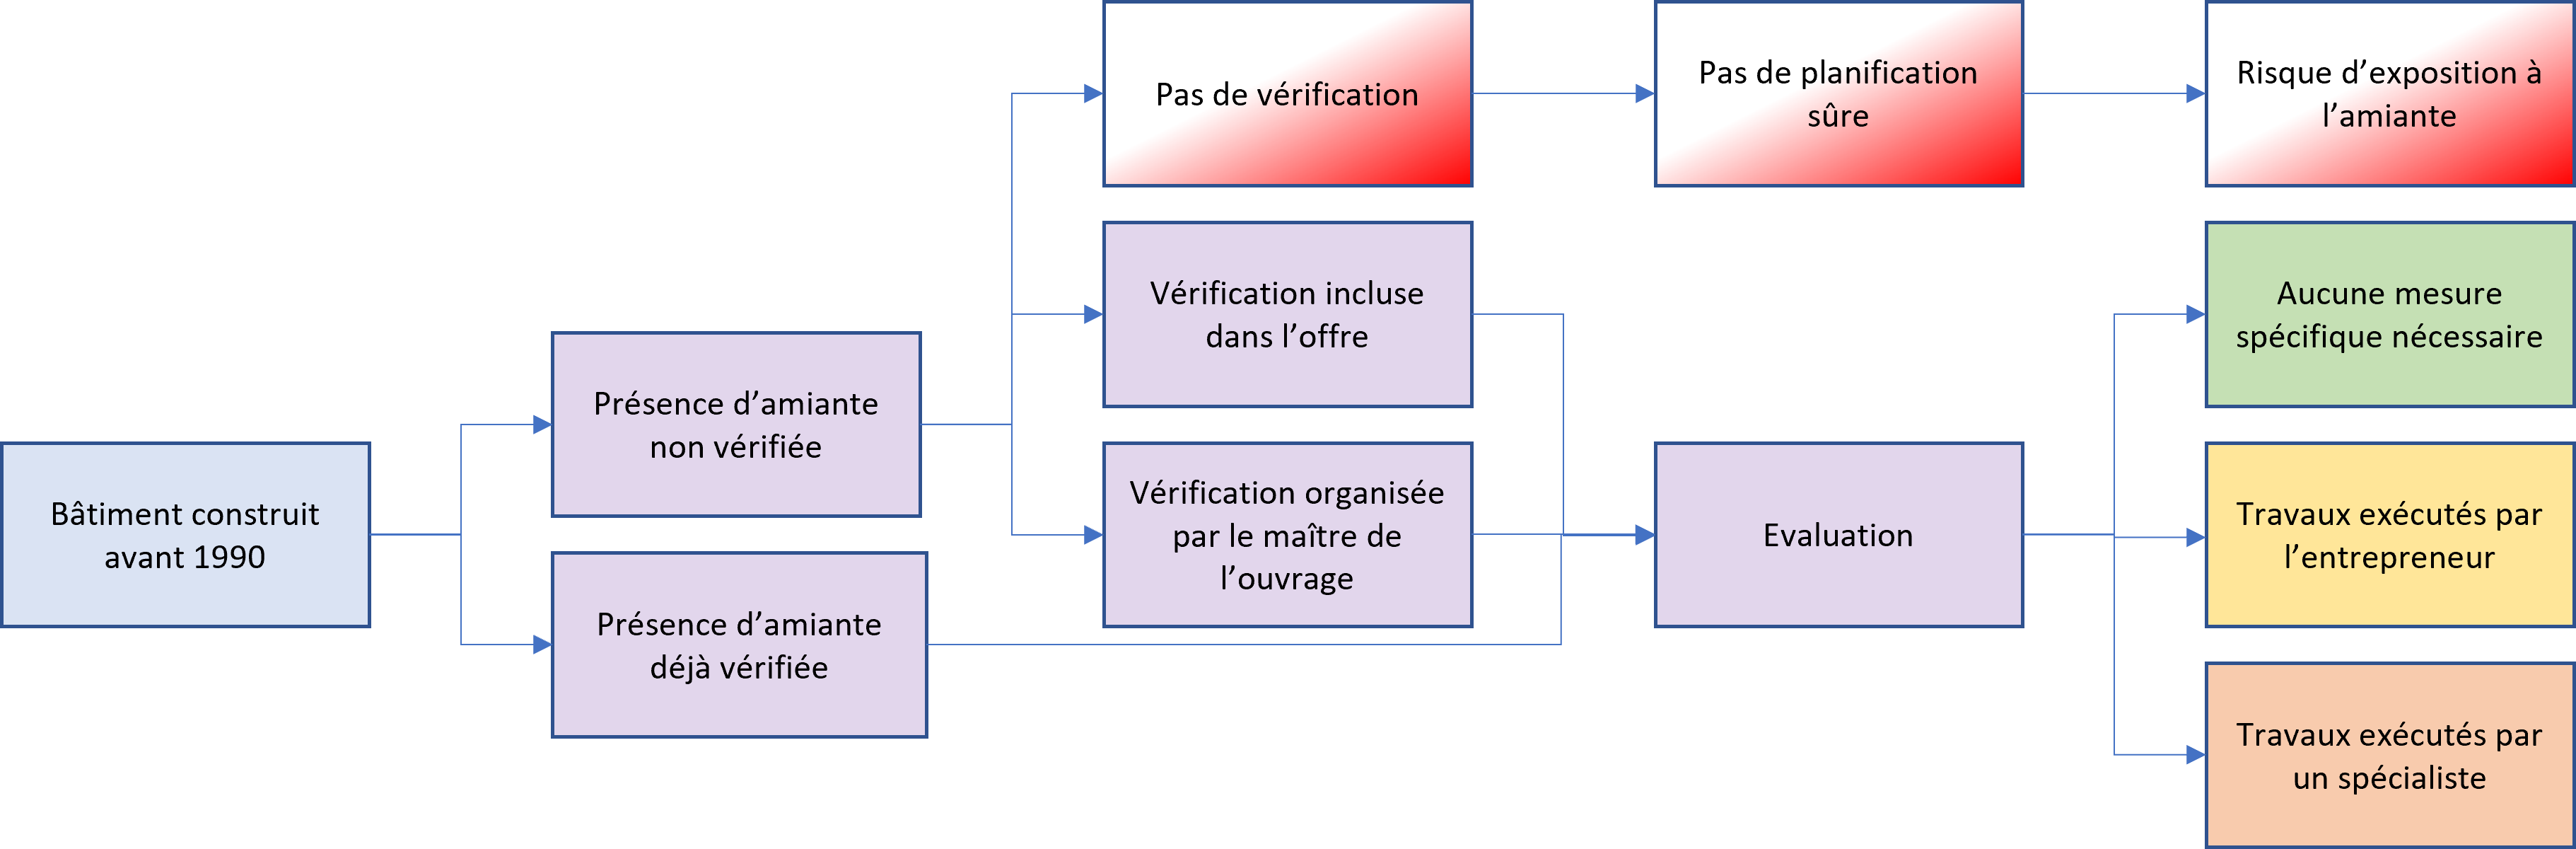 Pas de vérification
Pas de planification
sûre
Risque d’exposition à
l’amiante
Vérification incluse
dans l’offre
Aucune mesure
spécifique nécessaire
Présence d’amiante
non vérifiée
Bâtiment construit
avant 1990
Vérification organisée
par le maître de
l’ouvrage
Evaluation
Travaux exécutés par
l’entrepreneur
Présence d’amiante
déjà vérifiée
Travaux exécutés par
un spécialiste